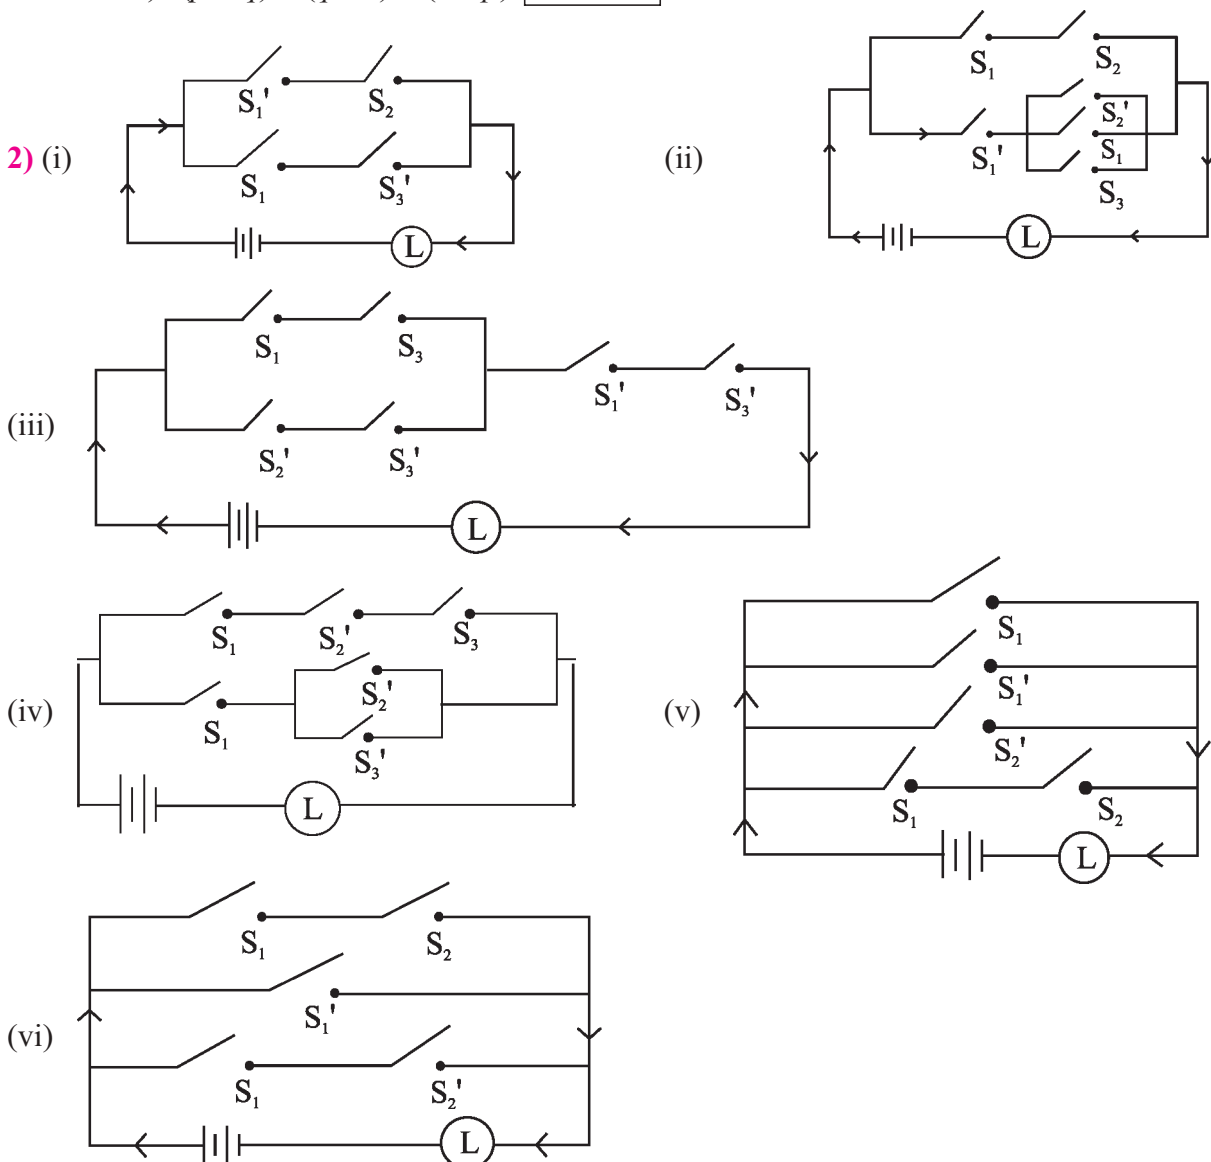 2) (i)
S₁' S₂
S₁ S₃'
L
(ii)
S₁ S₂
S₂'
S₁' S₁
S₃
L
(iii)
S₁ S₃
S₁' S₃'
S₂' S₃'
L
(iv)
S₁ S₂' S₃
S₂'
S₁
S₃'
L
(v)
S₁
S₁'
S₂'
S₁ S₂
L
(vi)
S₁ S₂
S₁'
S₁ S₂'
L